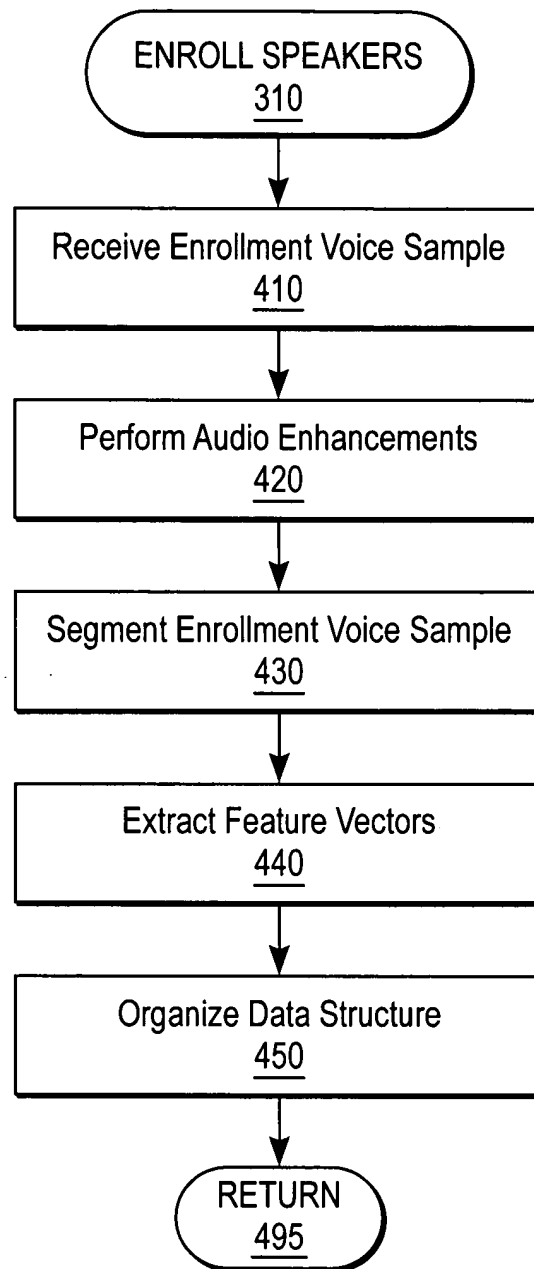 ENROLL SPEAKERS
310
Receive Enrollment Voice Sample
410
Perform Audio Enhancements
420
Segment Enrollment Voice Sample
430
Extract Feature Vectors
440
Organize Data Structure
450
RETURN
495